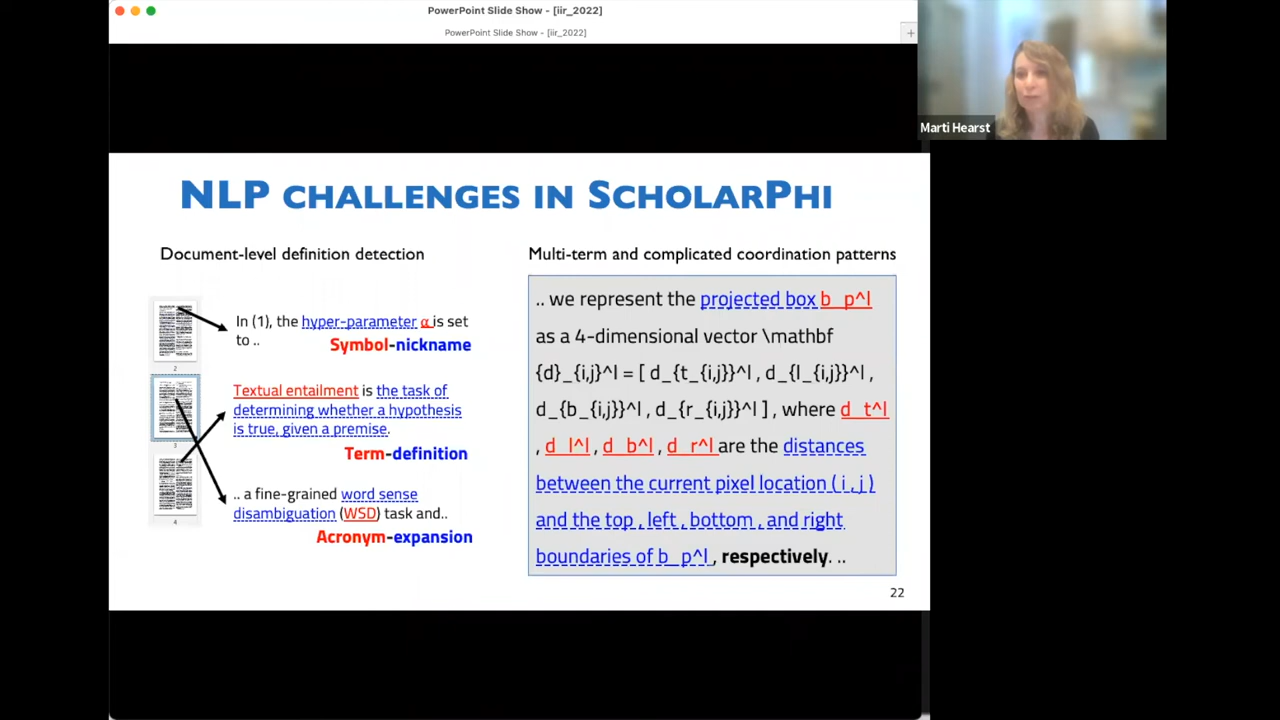 PowerPoint Slide Show - [iir_2022]
PowerPoint Slide Show - [iir_2022]
+
Marti Hearst
NLP CHALLENGES IN SCHOLARPHI
Document-level definition detection
2
3
4
In (1), the hyper-parameter α is set
to ..
Symbol-nickname
Textual entailment is the task of
determining whether a hypothesis
is true, given a premise.
Term-definition
.. a fine-grained word sense
disambiguation (WSD) task and..
Acronym-expansion
Multi-term and complicated coordination patterns
.. we represent the projected box b_p^l
as a 4-dimensional vector \mathbf
{d}_{i,j}^l = [ d_{t_{i,j}}^l , d_{l_{i,j}}^l ,
d_{b_{i,j}}^l , d_{r_{i,j}}^l ] , where d_t^l
, d_l^l , d_b^l , d_r^l are the distances
between the current pixel location ( i , j )
and the top , left , bottom , and right
boundaries of b_p^l , respectively. ..
22